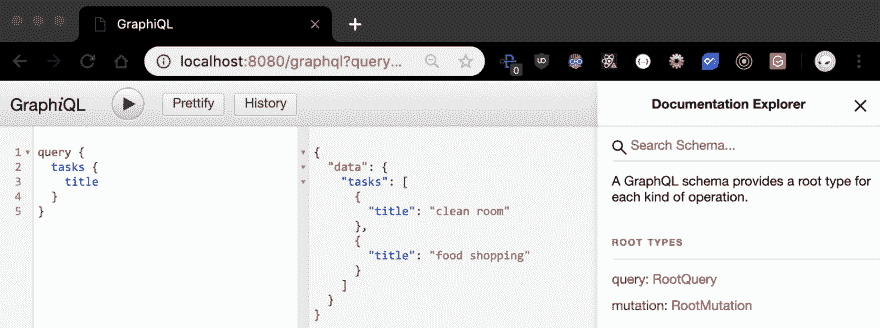 GraphiQL
localhost:8080/graphql?query...
0
GraphiQL
Prettify
History
1 query {
2 tasks {
3 title
4 }
5 }
{
"data": {
"tasks": [
{
"title": "clean room"
},
{
"title": "food shopping"
}
]
}
}
Documentation Explorer
Search Schema...
A GraphQL schema provides a root type for
each kind of operation.
ROOT TYPES
query: RootQuery
mutation: RootMutation